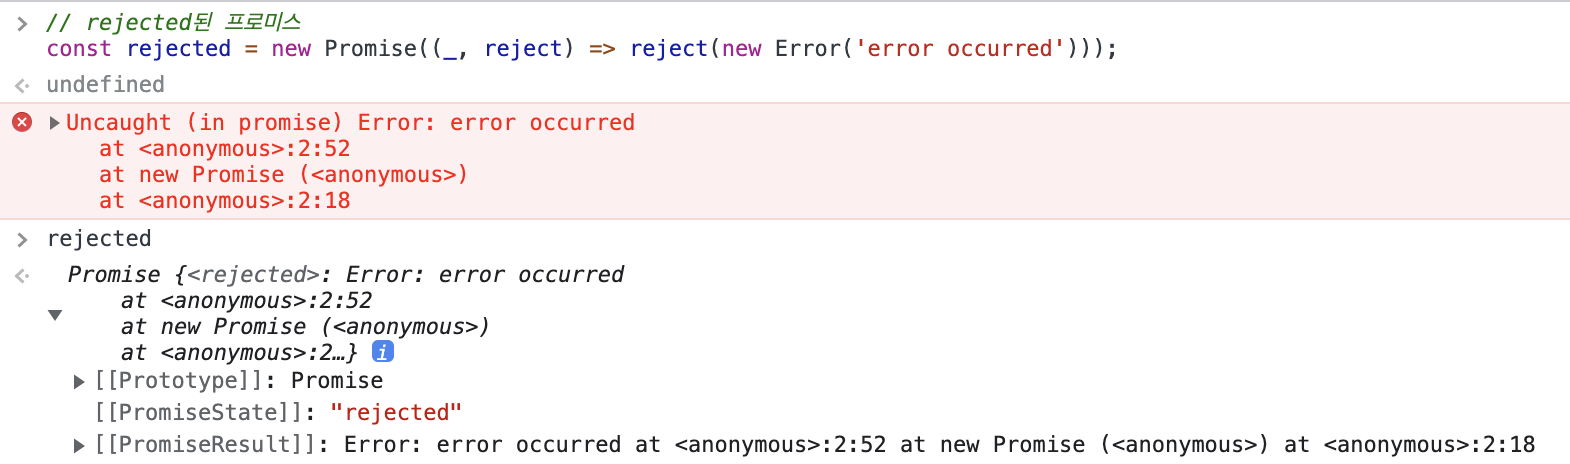 // rejected된 프로미스
const rejected = new Promise((_, reject) => reject(new Error('error occurred')));
undefined
Uncaught (in promise) Error: error occurred
at <anonymous>:2:52
at new Promise (<anonymous>)
at <anonymous>:2:18
rejected
Promise {<rejected>: Error: error occurred
at <anonymous>:2:52
at new Promise (<anonymous>)
at <anonymous>:2…} i
[[Prototype]]: Promise
[[PromiseState]]: "rejected"
[[PromiseResult]]: Error: error occurred at <anonymous>:2:52 at new Promise (<anonymous>) at <anonymous>:2:18